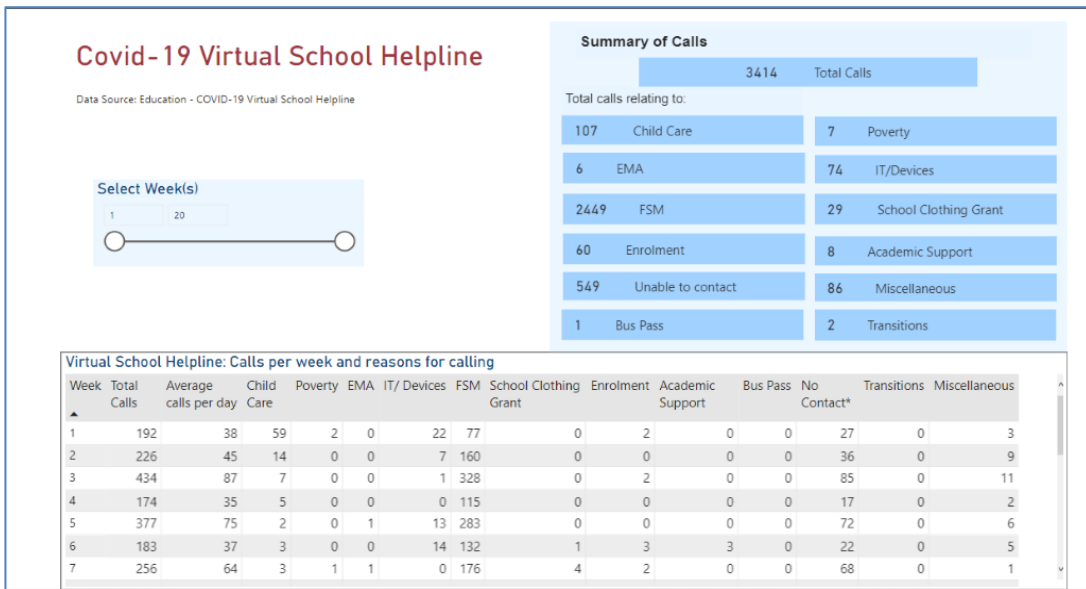 Covid-19 Virtual School Helpline
Data Source: Education - COVID-19 Virtual School Helpline
Select Week(s)
1 20
Summary of Calls
3414 Total Calls
Total calls relating to:
107 Child Care
7 Poverty
6 EMA
74 IT/Devices
2449 FSM
29 School Clothing Grant
60 Enrolment
8 Academic Support
549 Unable to contact
86 Miscellaneous
1 Bus Pass
2 Transitions
Virtual School Helpline: Calls per week and reasons for calling
Week Total Calls Average calls per day Child Care Poverty EMA IT/ Devices FSM School Clothing Grant Enrolment Academic Support Bus Pass No Contact* Transitions Miscellaneous
1 192 38 59 2 0 22 77 0 2 0 0 27 0 3
2 226 45 14 0 0 7 160 0 0 0 0 36 0 9
3 434 87 7 0 0 1 328 0 2 0 0 85 0 11
4 174 35 5 0 0 0 115 0 0 0 0 17 0 2
5 377 75 2 0 1 13 283 0 0 0 0 72 0 6
6 183 37 3 0 0 14 132 1 3 3 0 22 0 5
7 256 64 3 1 1 0 176 4 2 0 0 68 0 1